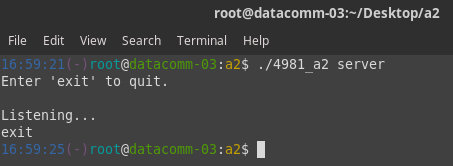 root@datacomm-03:~/Desktop/a2
File Edit View Search Terminal Help
16:59:21(-)root@datacomm-03:a2$ ./4981_a2 server
Enter 'exit' to quit.
Listening...
exit
16:59:25(-)root@datacomm-03:a2$